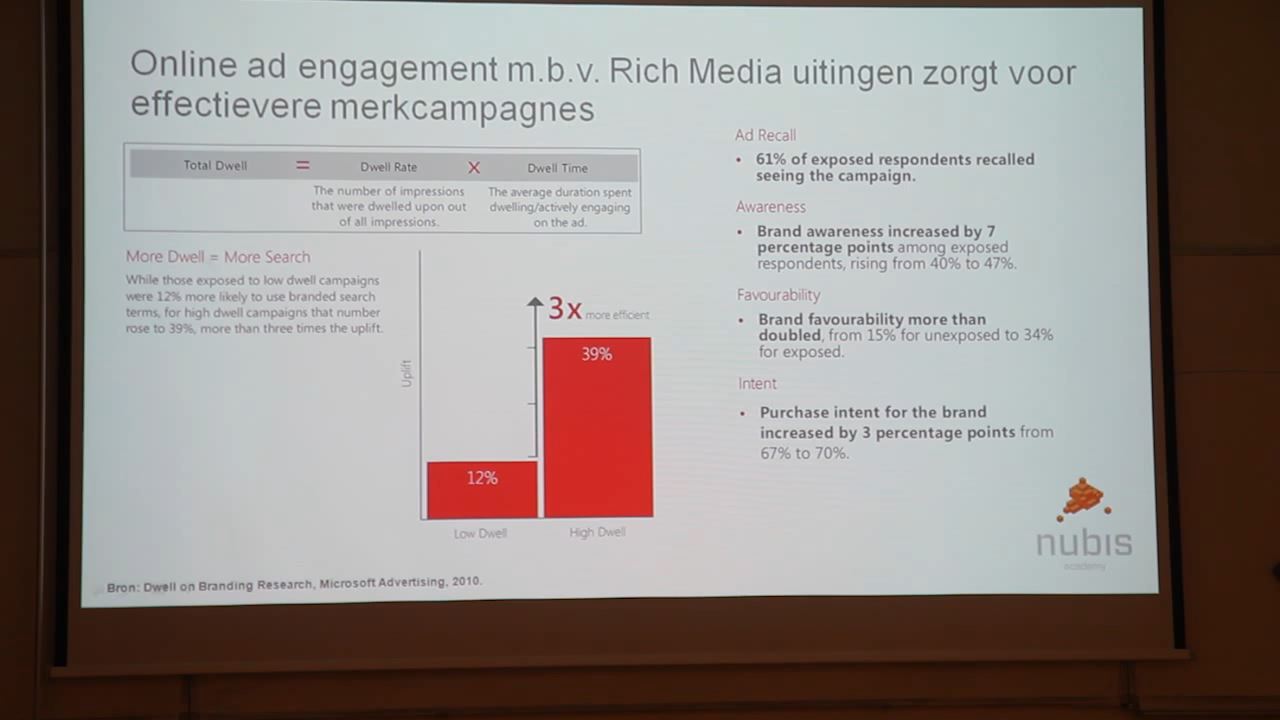 Online ad engagement m.b.v. Rich Media uitingen zorgt voor
effectievere merkcampagnes
Total Dwell = Dwell Rate X Dwell Time
The number of impressions
that were dwelled upon out
of all impressions.
The average duration spent
dwelling/actively engaging
on the ad.
More Dwell = More Search
While those exposed to low dwell campaigns
were 12% more likely to use branded search
terms, for high dwell campaigns that number
rose to 39%, more than three times the uplift.
3x more efficient
39%
Uplift
12%
Low Dwell
High Dwell
Ad Recall
• 61% of exposed respondents recalled
seeing the campaign.
Awareness
• Brand awareness increased by 7
percentage points among exposed
respondents, rising from 40% to 47%.
Favourability
• Brand favourability more than
doubled, from 15% for unexposed to 34%
for exposed.
Intent
• Purchase intent for the brand
increased by 3 percentage points from
67% to 70%.
nubis
academy
Bron: Dwell on Branding Research, Microsoft Advertising, 2010.